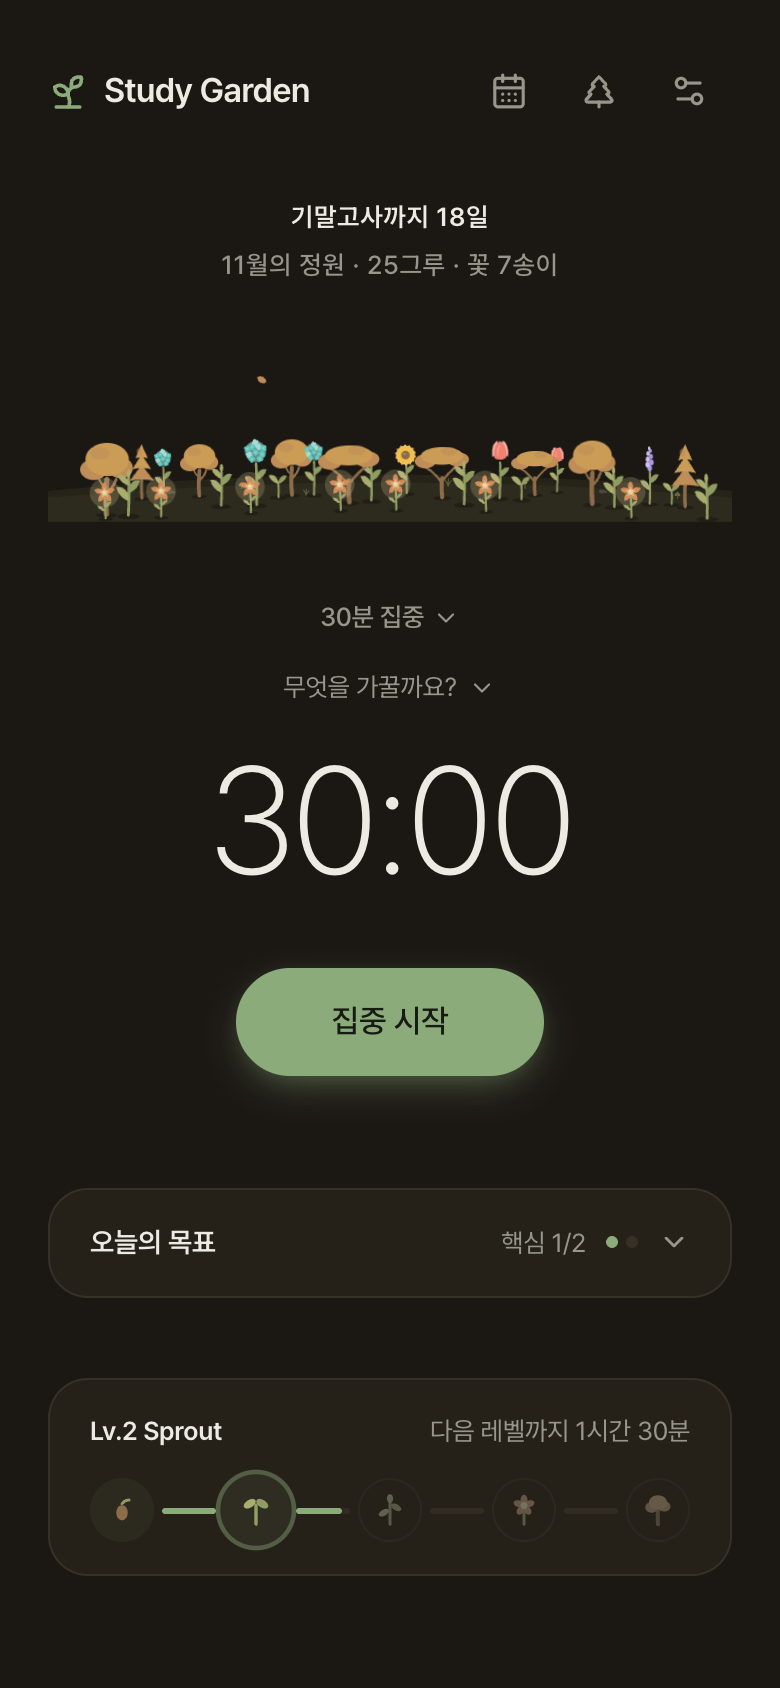 Study Garden
기말고사까지 18일
11월의 정원 · 25그루 · 꽃 7송이
30분 집중
무엇을 가꿀까요?
30:00
집중 시작
오늘의 목표 핵심 1/2
Lv.2 Sprout 다음 레벨까지 1시간 30분